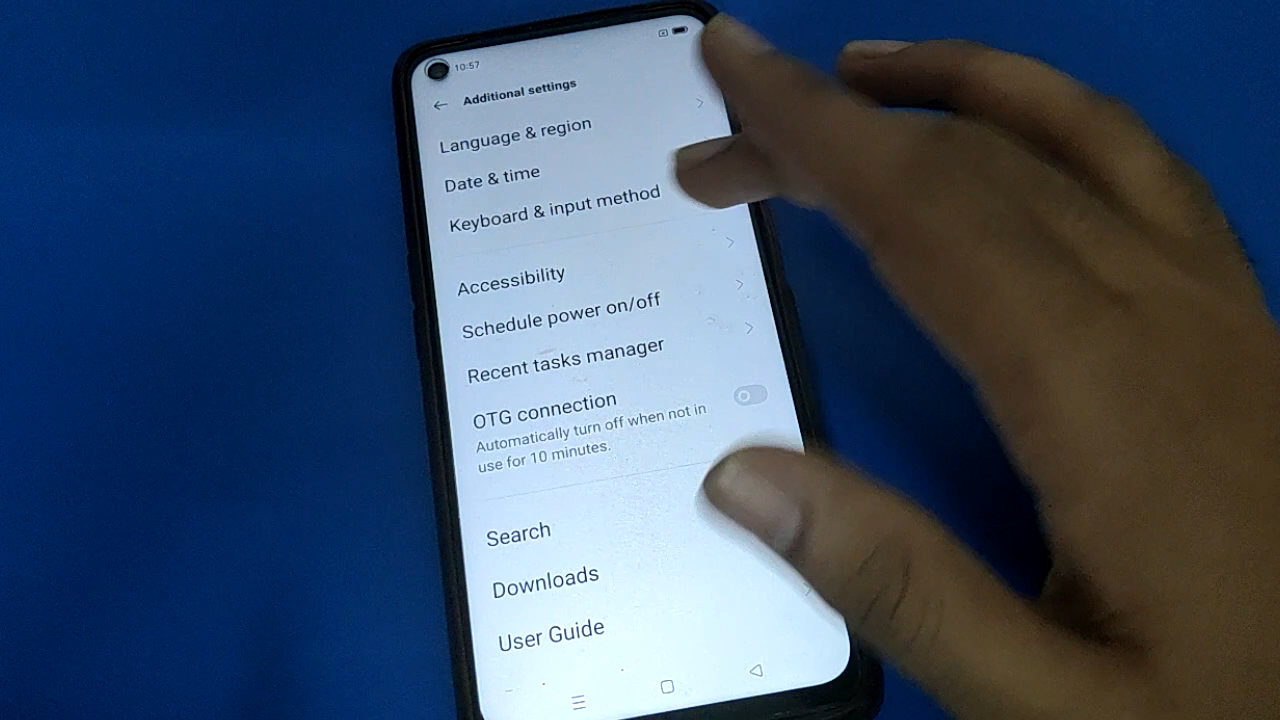 10:57
Additional settings
Language & region
Date & time
Keyboard & input method
Accessibility
Schedule power on/off
Recent tasks manager
OTG connection
Automatically turn off when not in
use for 10 minutes.
Search
Downloads
User Guide